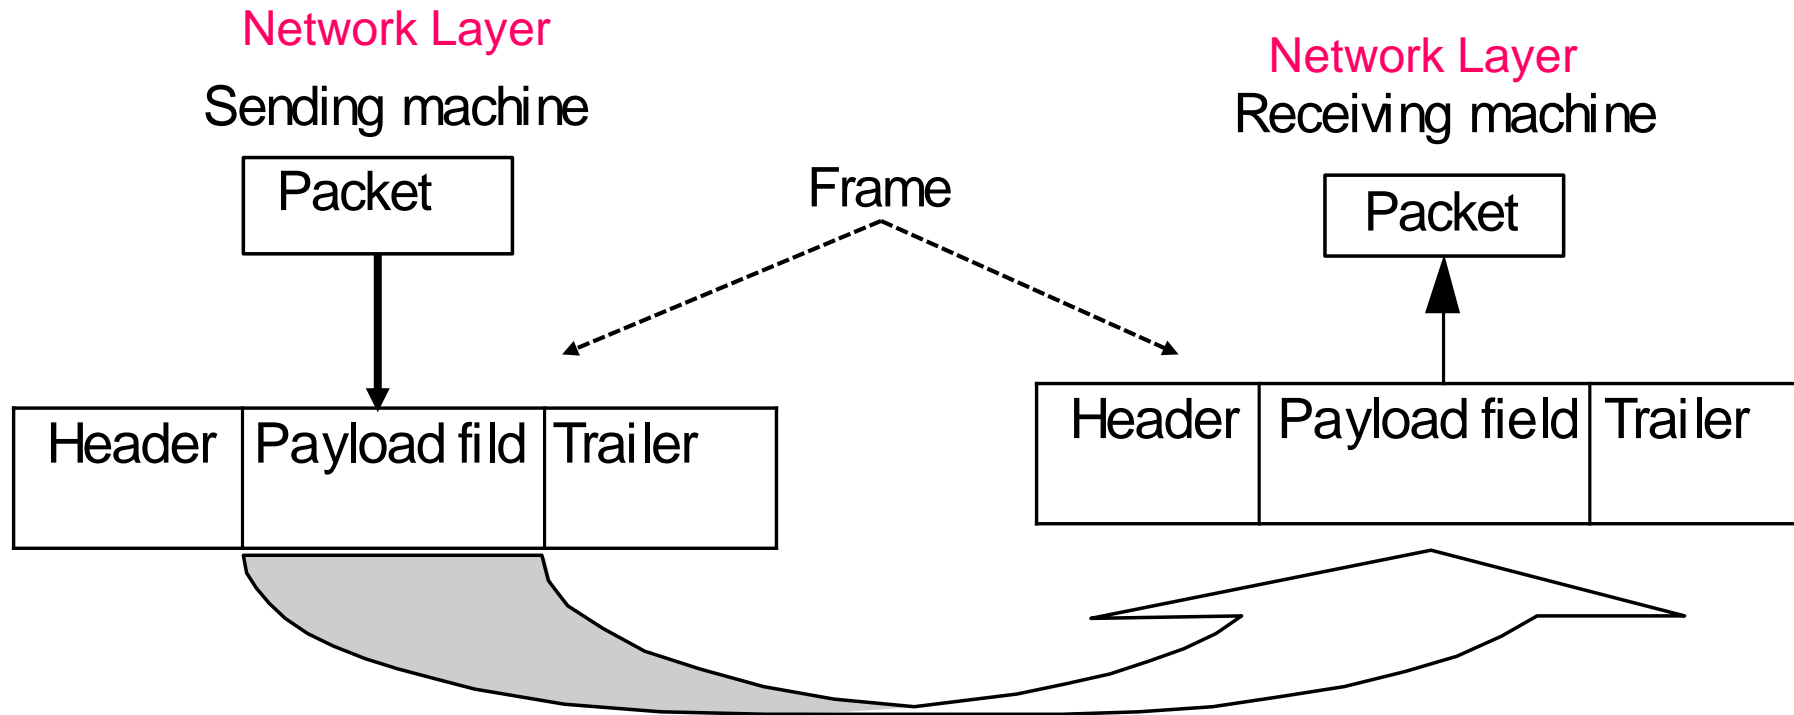 Network Layer
Sending machine
Packet
Network Layer
Receiving machine
Packet
Frame
Header Payload fild Trailer
Header Payload field Trailer